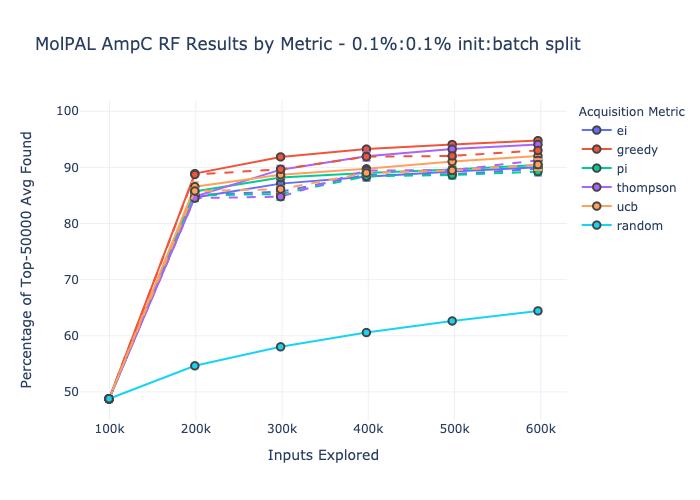 MolPAL AmpC RF Results by Metric - 0.1%:0.1% init:batch split
Percentage of Top-50000 Avg Found
100
90
80
70
60
50
100k
200k
300k
400k
500k
600k
Inputs Explored
Acquisition Metric
ei
greedy
pi
thompson
ucb
random